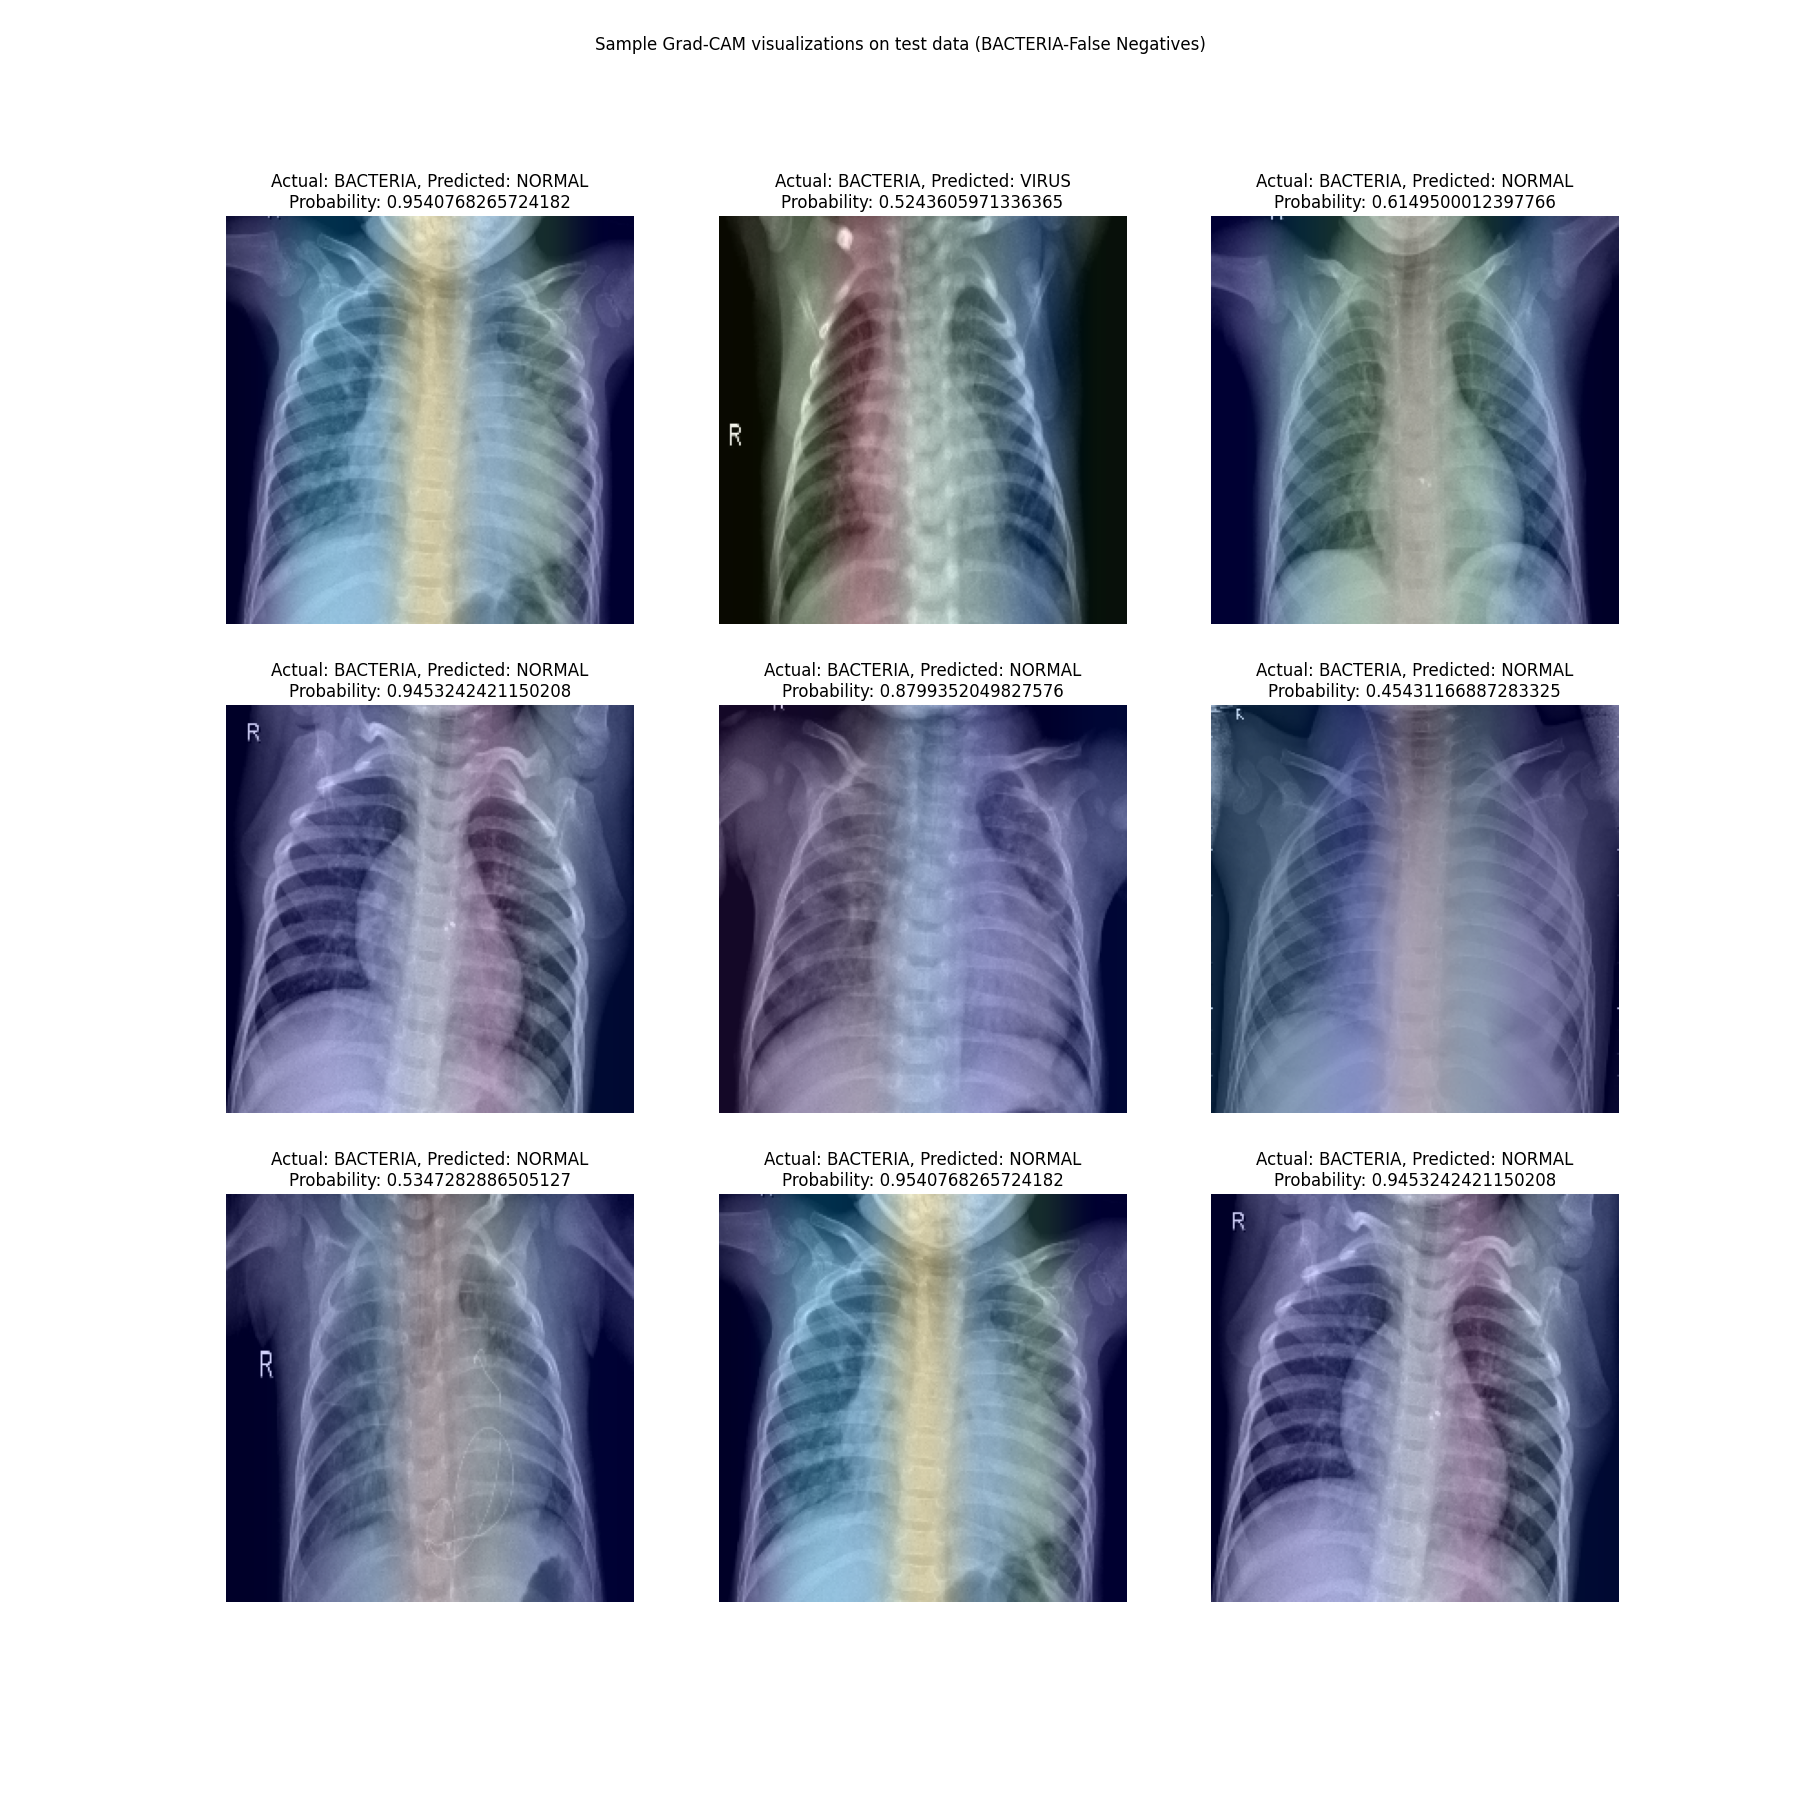 Sample Grad-CAM visualizations on test data (BACTERIA-False Negatives)
Actual: BACTERIA, Predicted: NORMAL
Probability: 0.9540768265724182
Actual: BACTERIA, Predicted: VIRUS
Probability: 0.5243605971336365
Actual: BACTERIA, Predicted: NORMAL
Probability: 0.6149500012397766
R
Actual: BACTERIA, Predicted: NORMAL
Probability: 0.9453242421150208
Actual: BACTERIA, Predicted: NORMAL
Probability: 0.8799352049827576
Actual: BACTERIA, Predicted: NORMAL
Probability: 0.45431166887283325
R
R
Actual: BACTERIA, Predicted: NORMAL
Probability: 0.5347282886505127
Actual: BACTERIA, Predicted: NORMAL
Probability: 0.9540768265724182
Actual: BACTERIA, Predicted: NORMAL
Probability: 0.9453242421150208
R
R